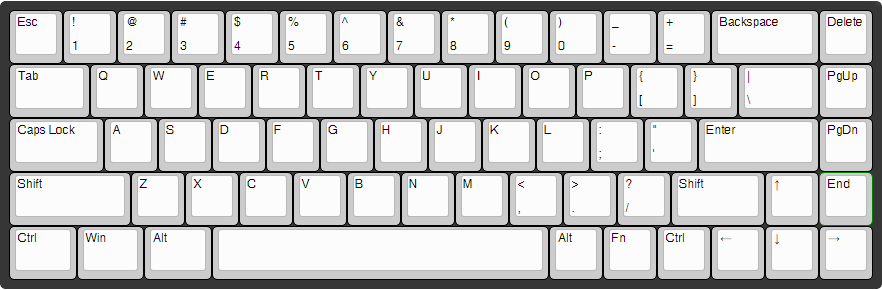 Esc ! @ # $ % ^ & * ( ) _ + Backspace Delete
1 2 3 4 5 6 7 8 9 0 - =
Tab Q W E R T Y U I O P { } | PgUp
[ ] \
Caps Lock A S D F G H J K L : " Enter PgDn
; '
Shift Z X C V B N M < > ? Shift ↑ End
, . /
Ctrl Win Alt Alt Fn Ctrl ← ↓ →